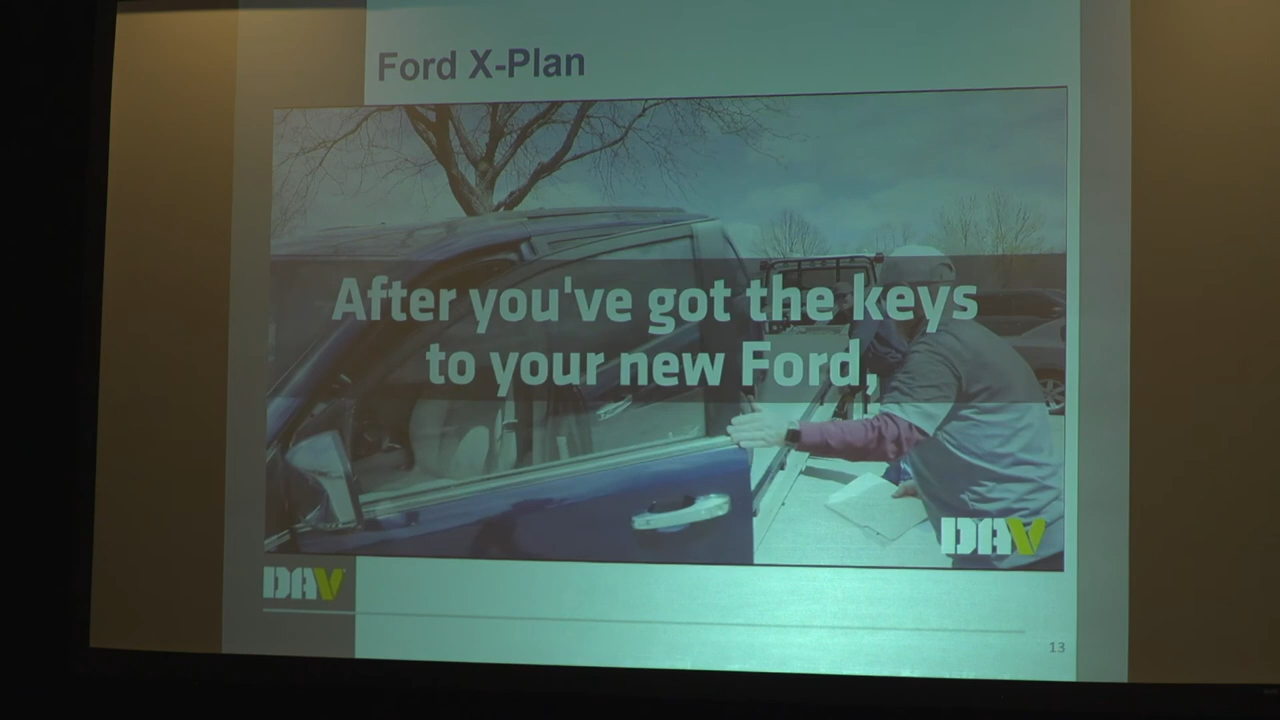 Ford X-Plan
After you've got the keys
to your new Ford,
DAV
DAV
13